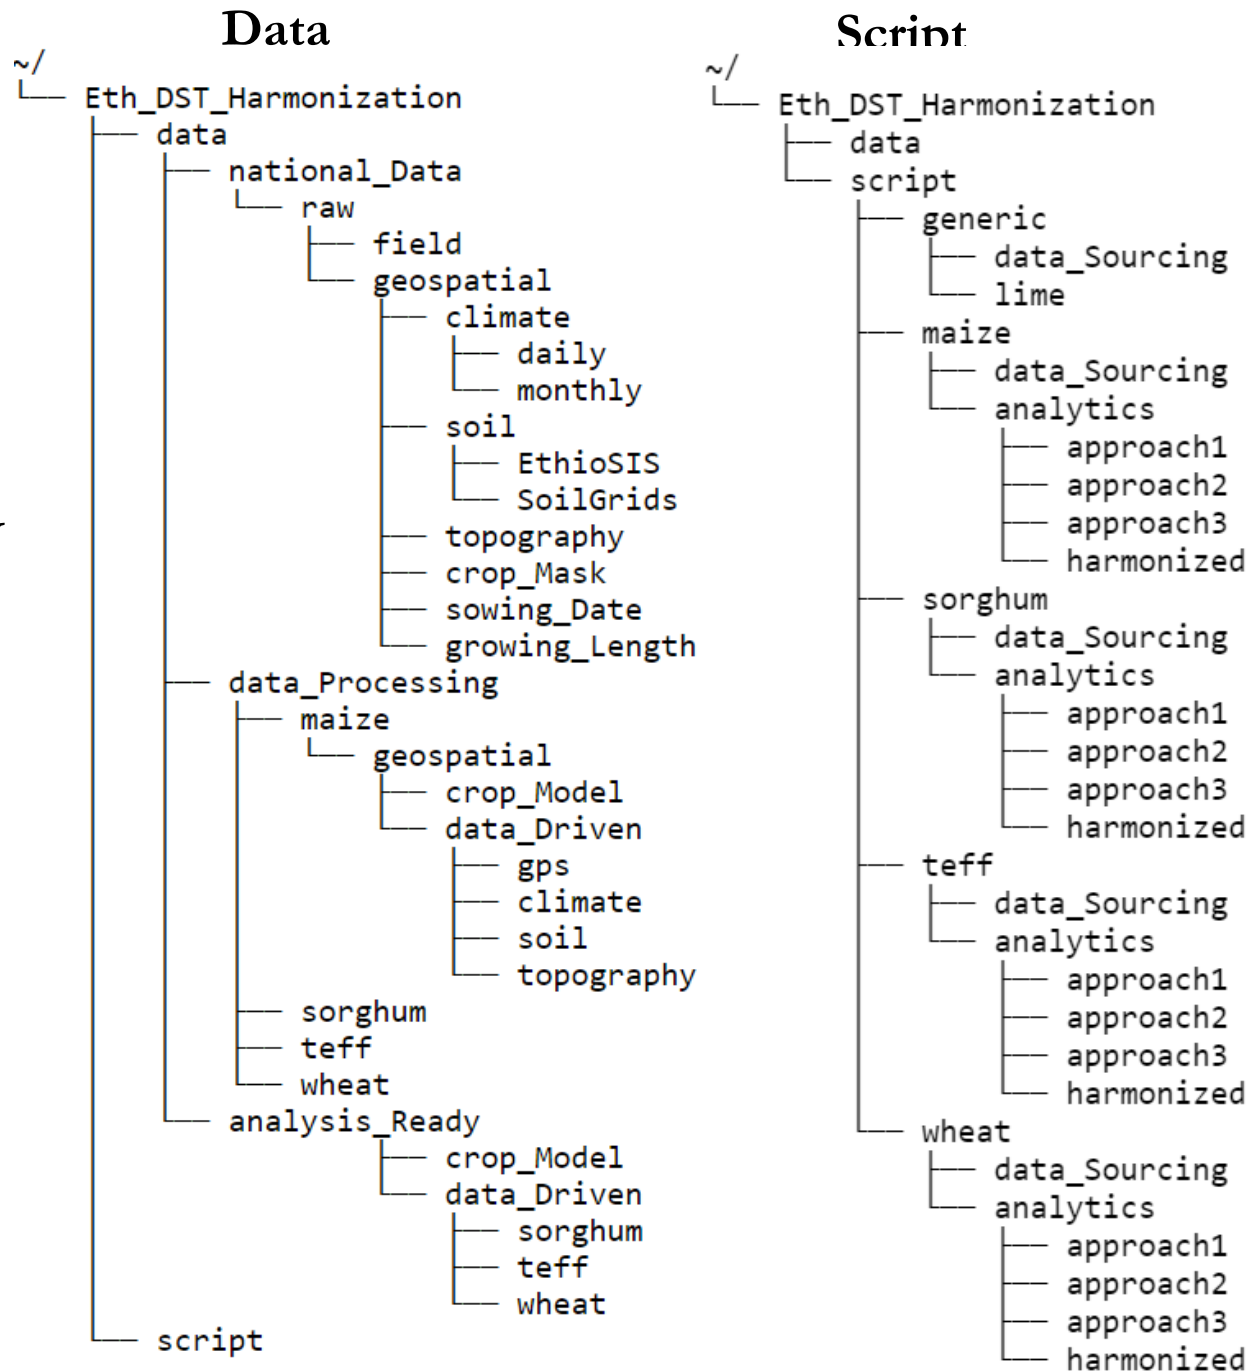 Data
~/
└── Eth_DST_Harmonization
├── data
├── national_Data
└── raw
├── field
└── geospatial
├── climate
├── daily
└── monthly
├── soil
├── EthioSIS
└── SoilGrids
├── topography
├── crop_Mask
├── sowing_Date
└── growing_Length
├── data_Processing
├── maize
└── geospatial
├── crop_Model
└── data_Driven
├── gps
├── climate
├── soil
└── topography
├── sorghum
├── teff
└── wheat
└── analysis_Ready
├── crop_Model
└── data_Driven
├── sorghum
├── teff
└── wheat
└── script
Script
~/
└── Eth_DST_Harmonization
├── data
└── script
├── generic
├── data_Sourcing
└── lime
├── maize
├── data_Sourcing
└── analytics
├── approach1
├── approach2
├── approach3
└── harmonized
├── sorghum
├── data_Sourcing
└── analytics
├── approach1
├── approach2
├── approach3
└── harmonized
├── teff
├── data_Sourcing
└── analytics
├── approach1
├── approach2
├── approach3
└── harmonized
└── wheat
├── data_Sourcing
└── analytics
├── approach1
├── approach2
├── approach3
└── harmonized